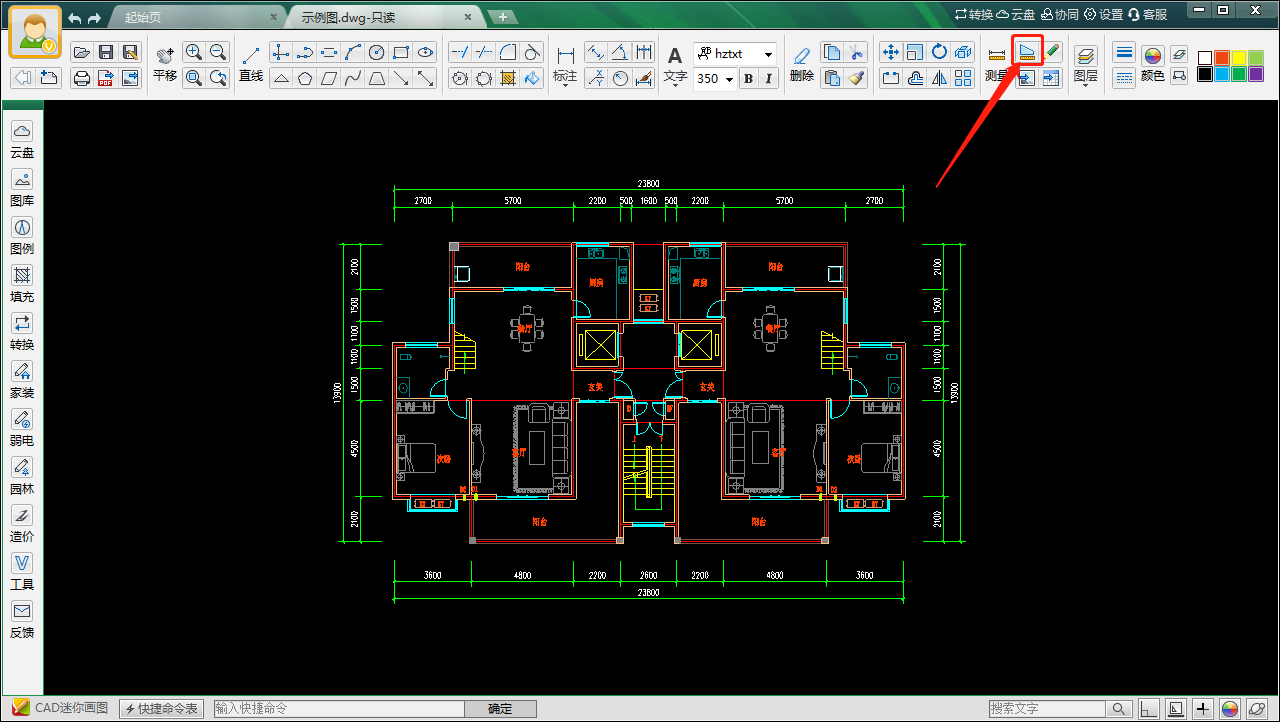 起始页
示例图.dwg-只读
转换 云盘 协同 设置 客服
平移
直线
标注
文字
hztxt
350
B I
删除
测量
图层
颜色
云盘
图库
图例
填充
转换
家装
弱电
园林
造价
工具
反馈
23800
2700 5700 2200 500 1600 500 2200 5700 2700
2100 1500 1100 1100 1500 4500 2100
13900
阳台 厨房 厨房 阳台
餐厅 餐厅
玄关 玄关
次卧 客厅 上 下 客厅 次卧
阳台 阳台
2100 1500 1100 1100 1500 4500 2100
13900
3600 4800 2200 2600 2200 4800 3600
23800
CAD迷你画图
快捷命令表
输入快捷命令
确定
搜索文字